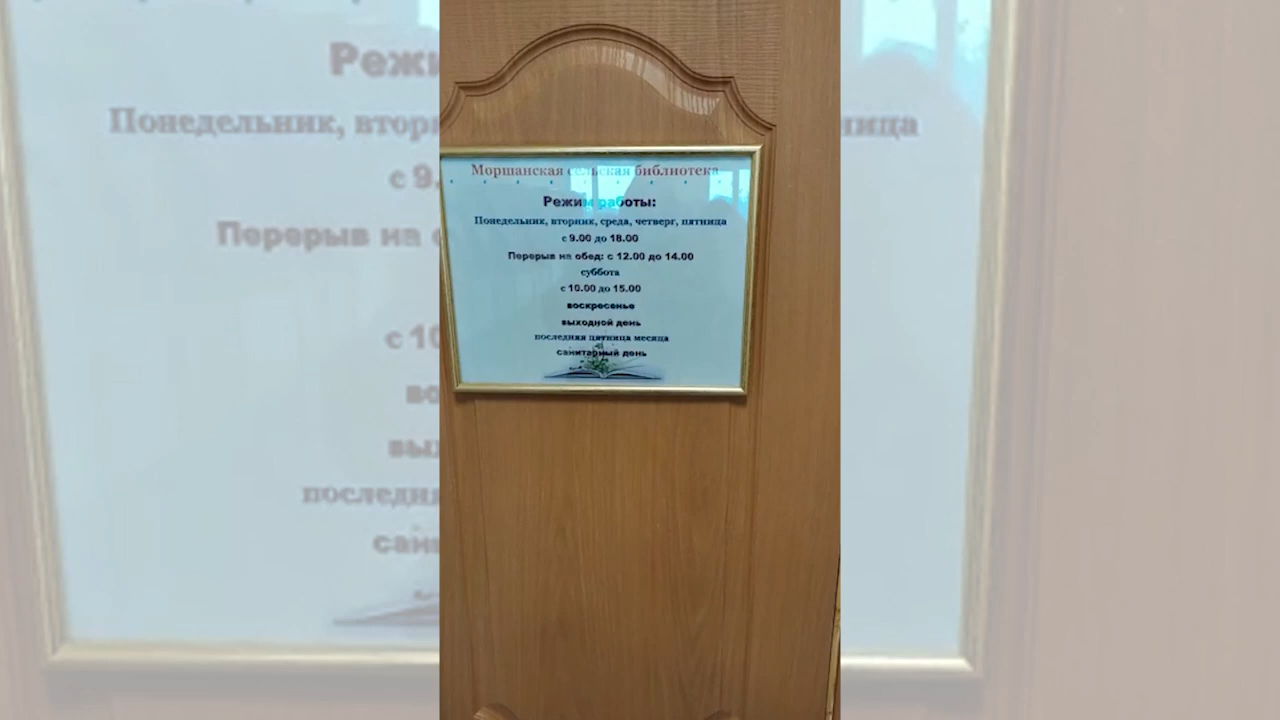 Моршанская сельская библиотека
Режим работы:
Понедельник, вторник, среда, четверг, пятница
с 9.00 до 18.00
Перерыв на обед: с 12.00 до 14.00
суббота
с 10.00 до 15.00
воскресенье
выходной день
последняя пятница месяца
санитарный день